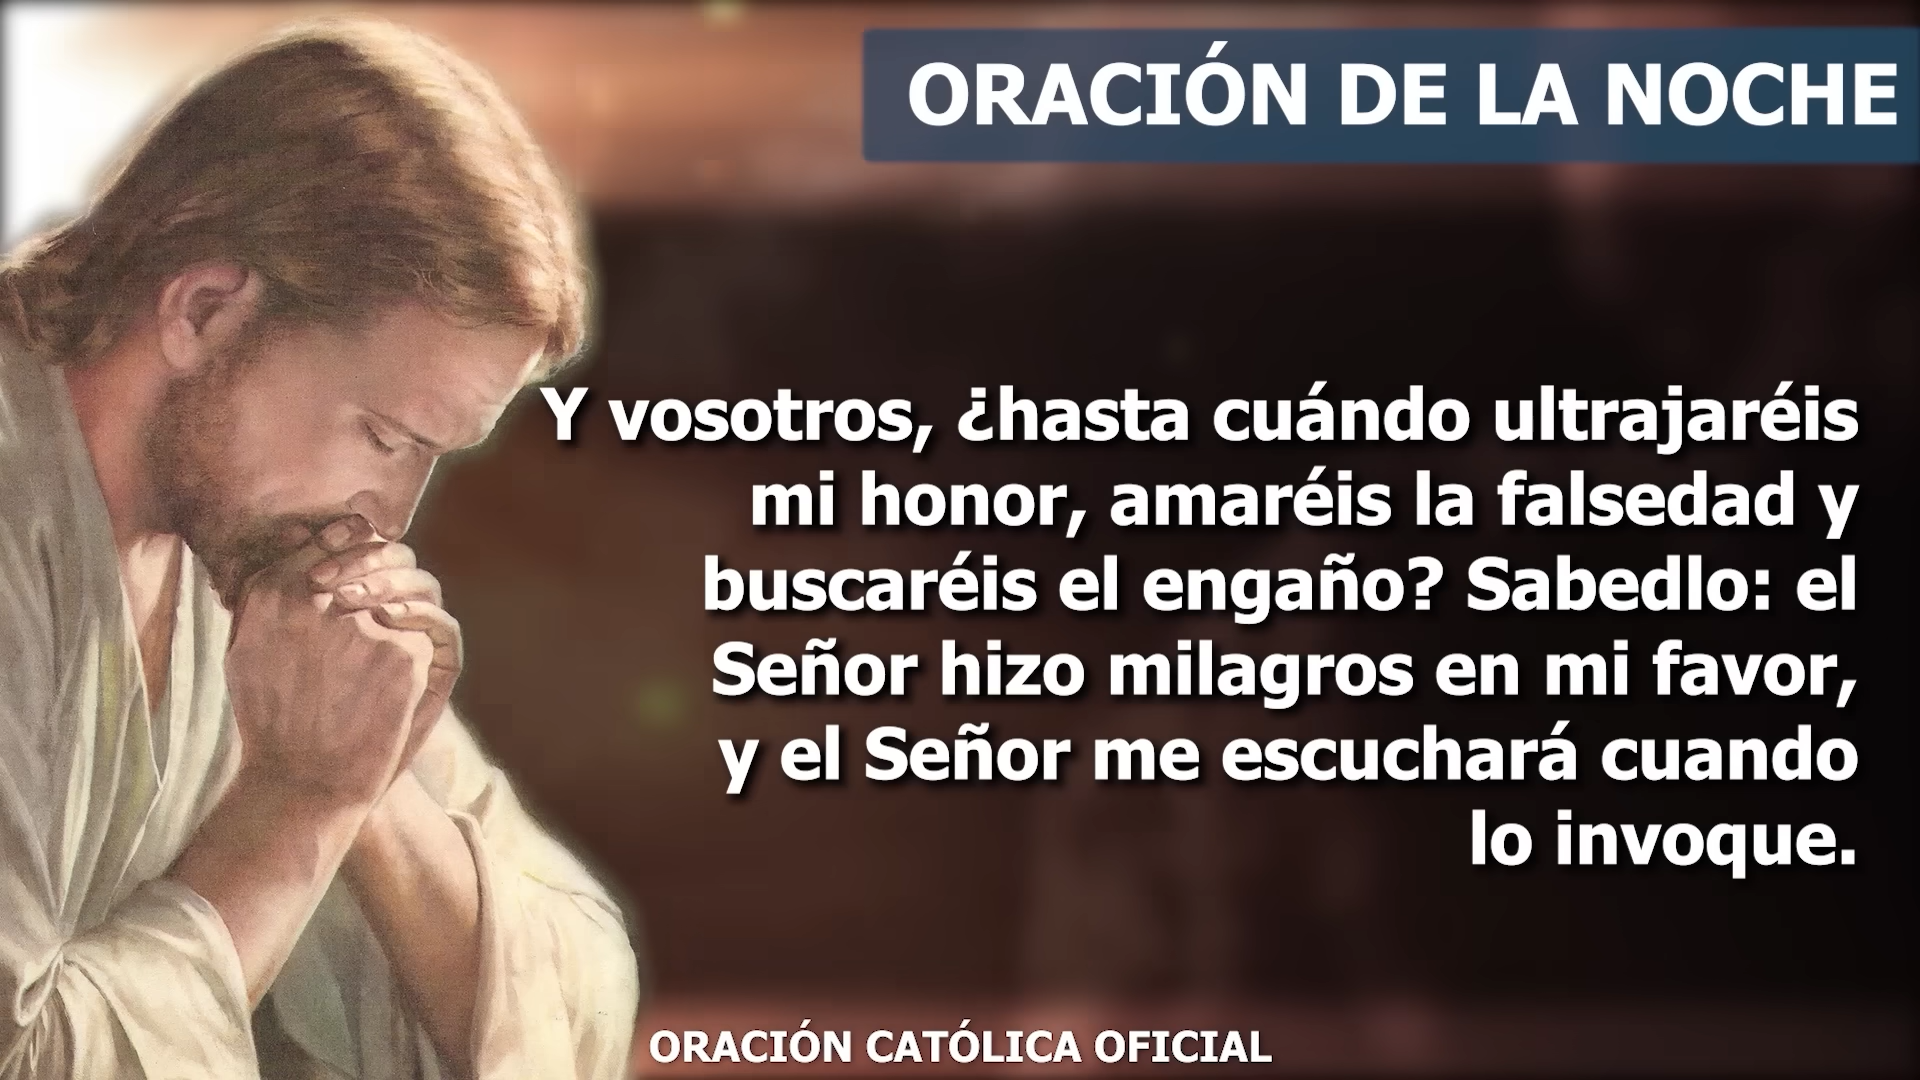 ORACIÓN DE LA NOCHE
Y vosotros, ¿hasta cuándo ultrajaréis
mi honor, amaréis la falsedad y
buscaréis el engaño? Sabedlo: el
Señor hizo milagros en mi favor,
y el Señor me escuchará cuando
lo invoque.
ORACIÓN CATÓLICA OFICIAL